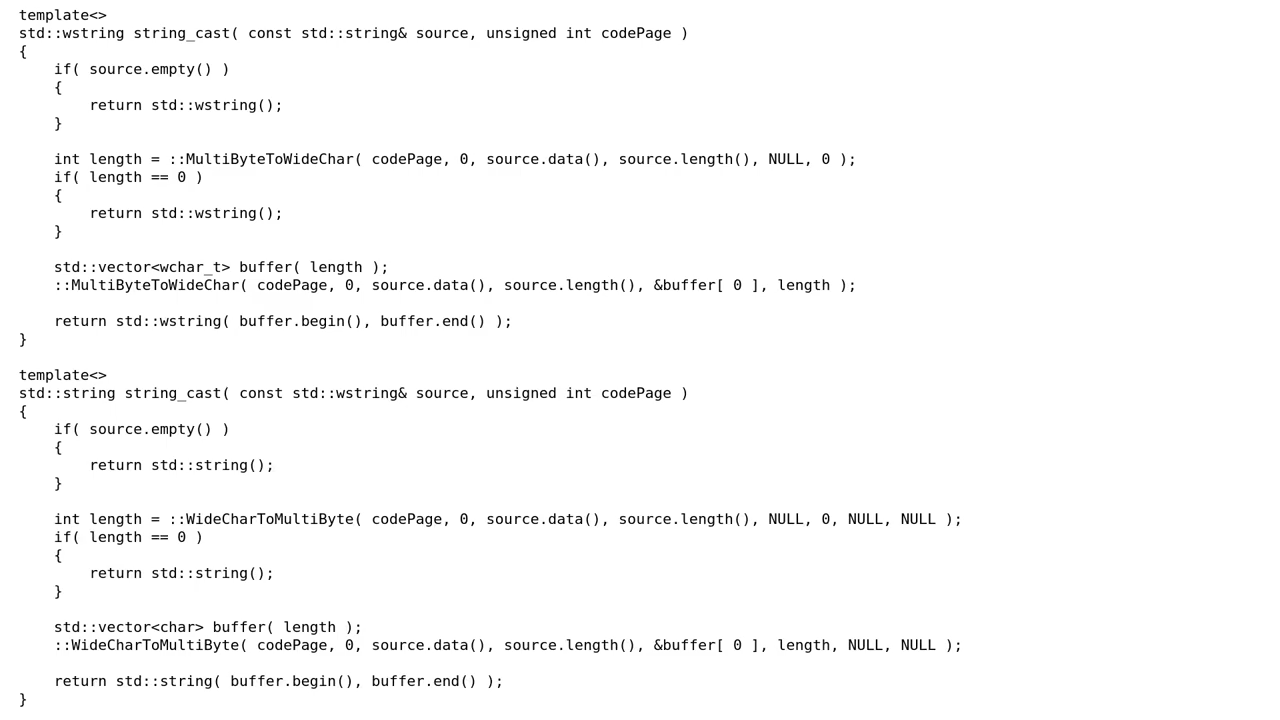 template<>
std::wstring string_cast( const std::string& source, unsigned int codePage )
{
    if( source.empty() )
    {
        return std::wstring();
    }

    int length = ::MultiByteToWideChar( codePage, 0, source.data(), source.length(), NULL, 0 );
    if( length == 0 )
    {
        return std::wstring();
    }

    std::vector<wchar_t> buffer( length );
    ::MultiByteToWideChar( codePage, 0, source.data(), source.length(), &buffer[ 0 ], length );

    return std::wstring( buffer.begin(), buffer.end() );
}

template<>
std::string string_cast( const std::wstring& source, unsigned int codePage )
{
    if( source.empty() )
    {
        return std::string();
    }

    int length = ::WideCharToMultiByte( codePage, 0, source.data(), source.length(), NULL, 0, NULL, NULL );
    if( length == 0 )
    {
        return std::string();
    }

    std::vector<char> buffer( length );
    ::WideCharToMultiByte( codePage, 0, source.data(), source.length(), &buffer[ 0 ], length, NULL, NULL );

    return std::string( buffer.begin(), buffer.end() );
}